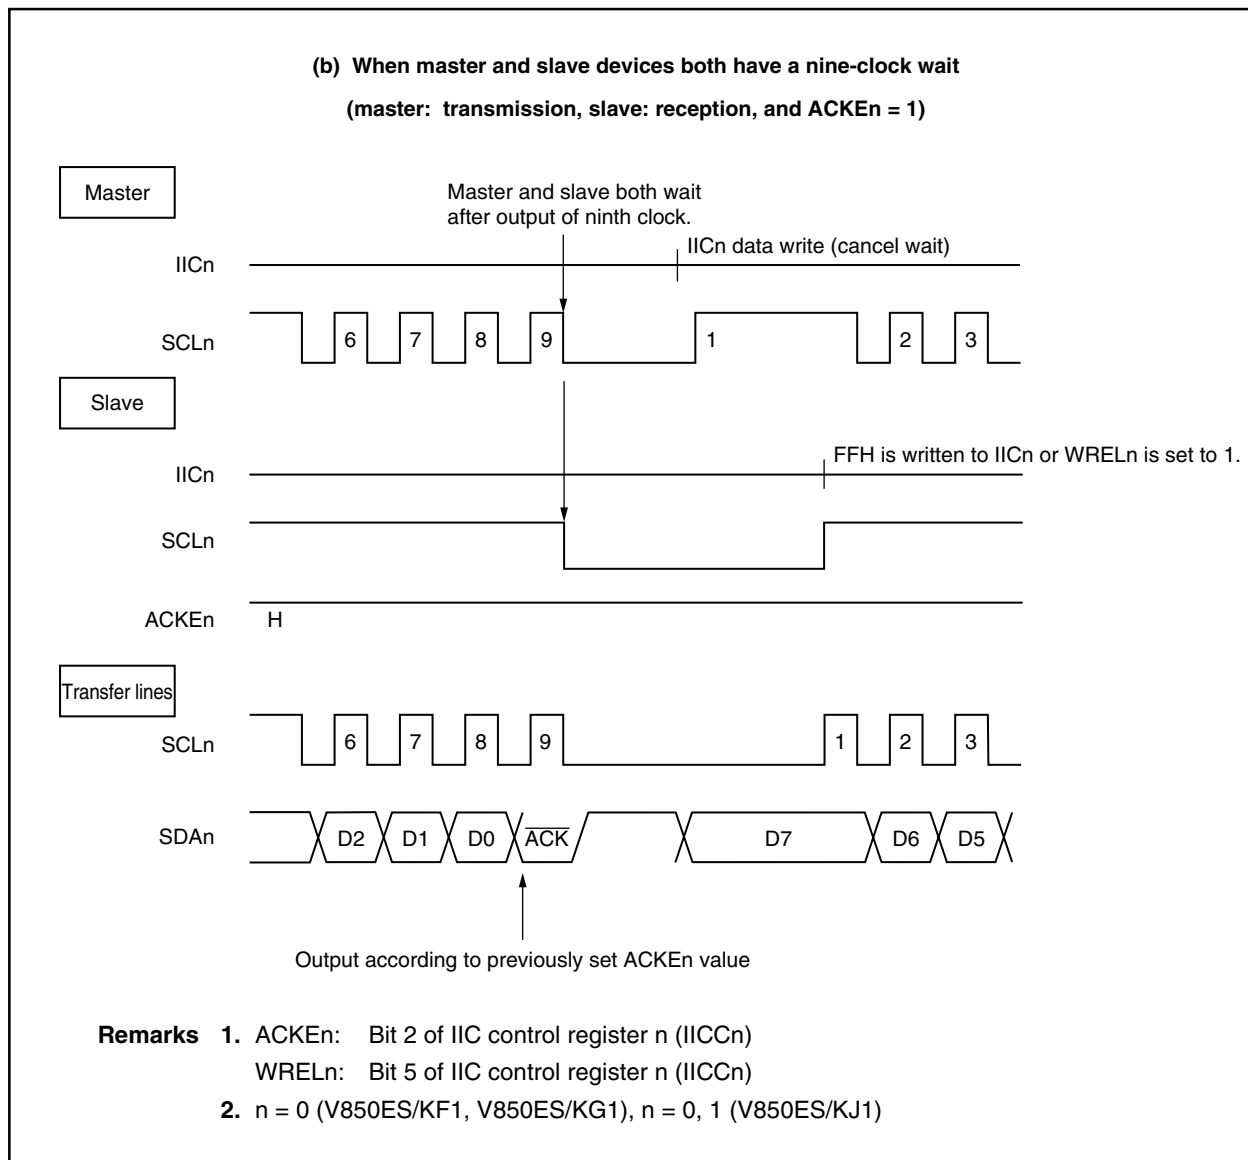 (b) When master and slave devices both have a nine-clock wait
(master: transmission, slave: reception, and ACKEn = 1)
Master
Master and slave both wait
after output of ninth clock.
IICn data write (cancel wait)
IICn
SCLn
6 7 8 9 1 2 3
Slave
FFH is written to IICn or WRELn is set to 1.
IICn
SCLn
ACKEn H
Transfer lines
SCLn
6 7 8 9 1 2 3
SDAn
D2 D1 D0 ACK D7 D6 D5
Output according to previously set ACKEn value
Remarks 1. ACKEn: Bit 2 of IIC control register n (IICCn)
WRELn: Bit 5 of IIC control register n (IICCn)
2. n = 0 (V850ES/KF1, V850ES/KG1), n = 0, 1 (V850ES/KJ1)